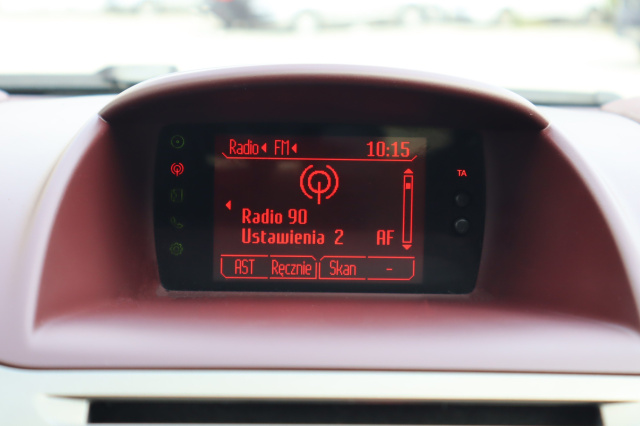 Radio FM 10:15
TA
Radio 90
Ustawienia 2 AF
AST Ręcznie Skan -